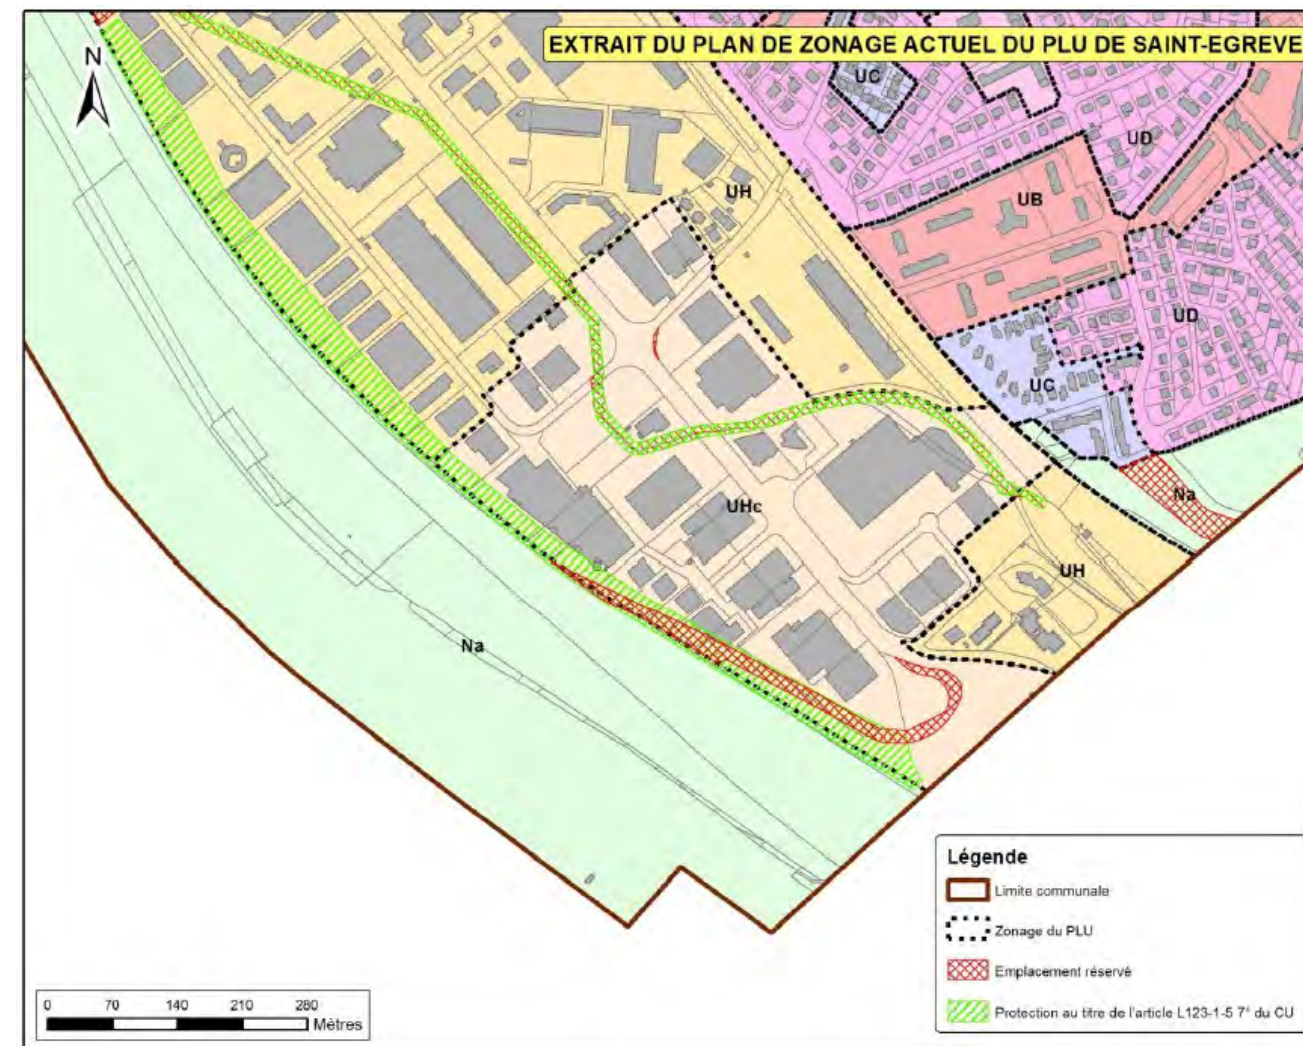 EXTRAIT DU PLAN DE ZONAGE ACTUEL DU PLU DE SAINT-EGREVE
N
UC
UD
UH
UB
UD
UC
Na
UHc
UH
Na
Légende
Limite communale
Zonage du PLU
Emplacement réservé
Protection au titre de l'article L123-1-5 7° du CU
0 70 140 210 280
Mètres